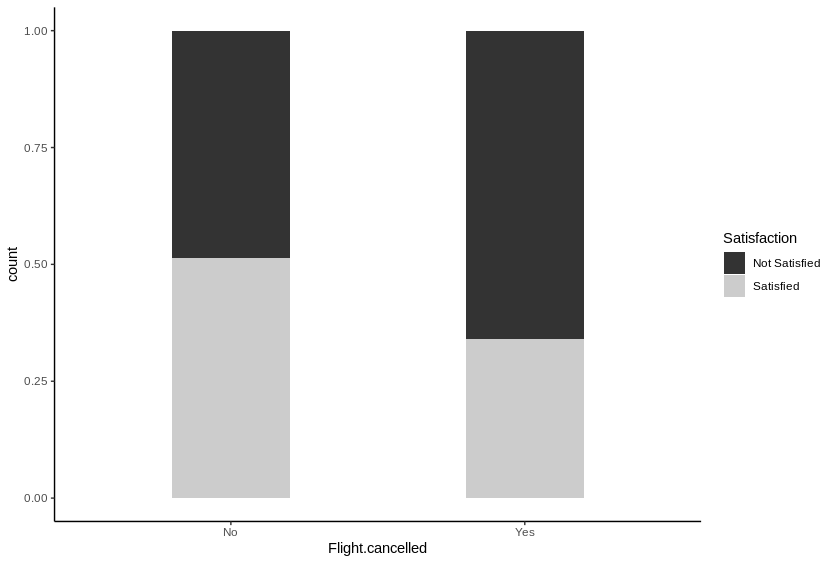 1.00
0.75
0.50
0.25
0.00
count
No
Yes
Flight.cancelled
Satisfaction
Not Satisfied
Satisfied